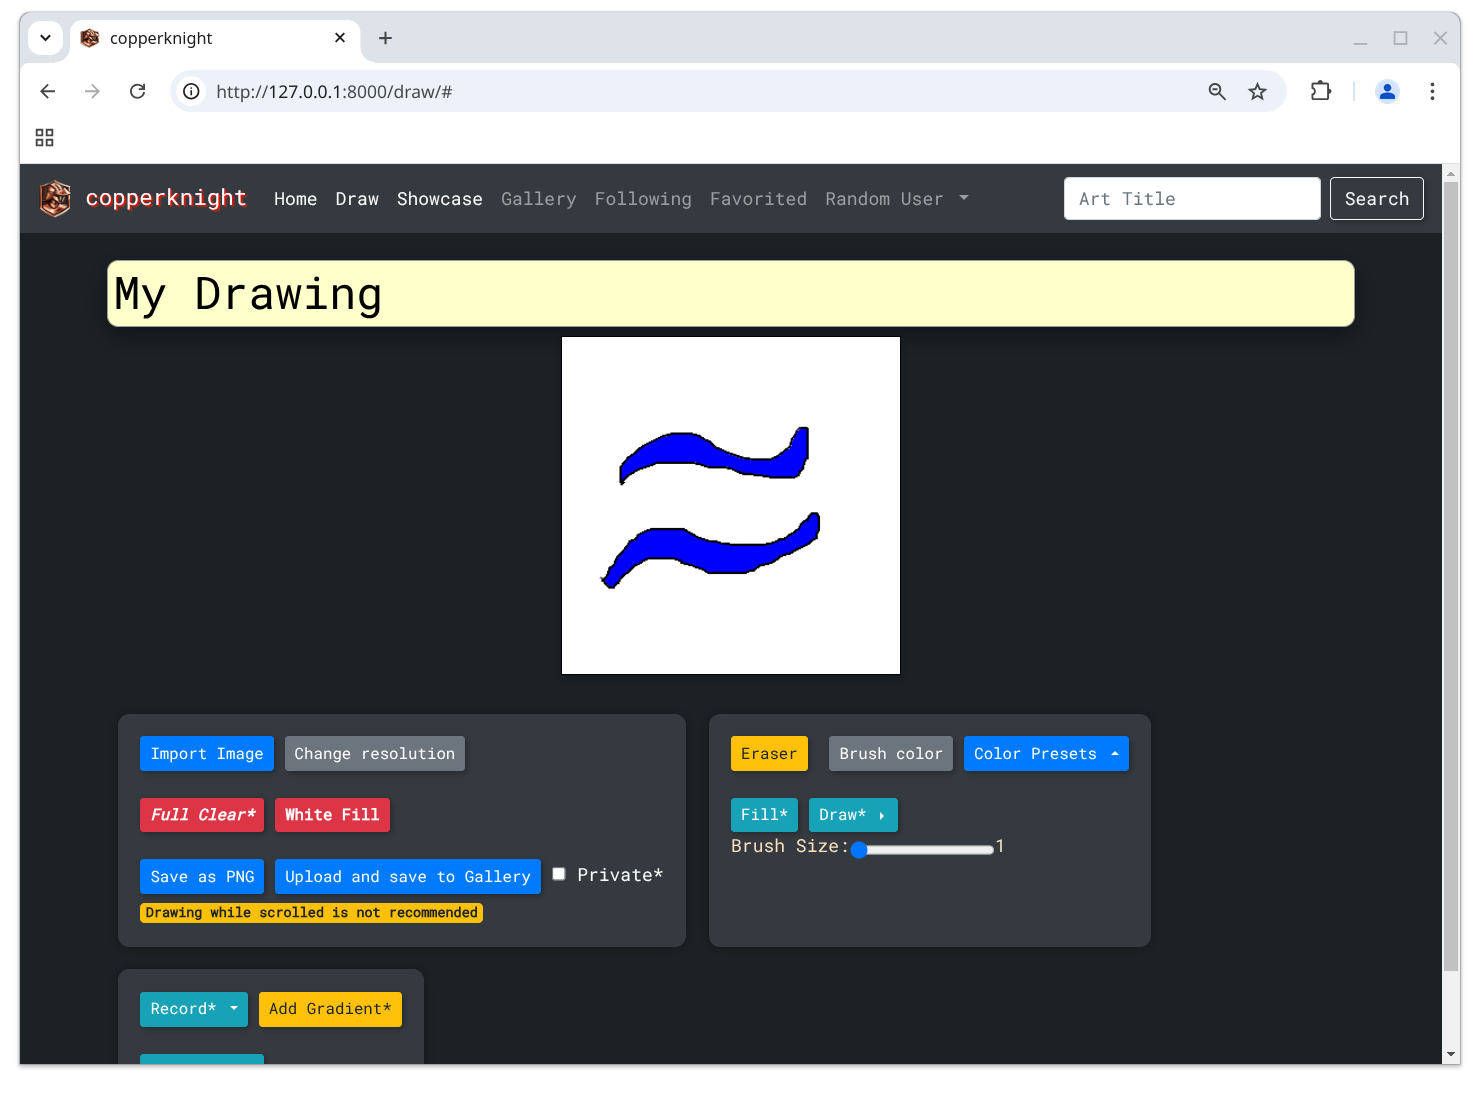 copperknight
http://127.0.0.1:8000/draw/#
copperknight Home Draw Showcase Gallery Following Favorited Random User Art Title Search
My Drawing
Import Image Change resolution
Full Clear* White Fill
Save as PNG Upload and save to Gallery Private*
Drawing while scrolled is not recommended
Eraser Brush color Color Presets
Fill* Draw*
Brush Size: 1
Record* Add Gradient*